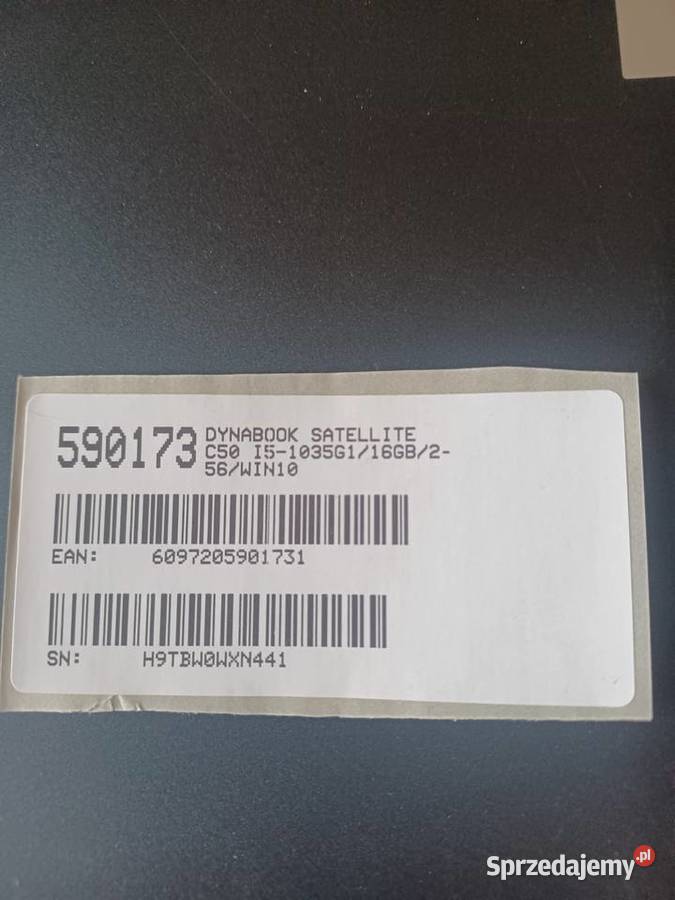 590173
DYNABOOK SATELLITE
C50 I5-1035G1/16GB/2-
56/WIN10
EAN: 6097205901731
SN: H9TBW0WXN441
Sprzedajemy.pl